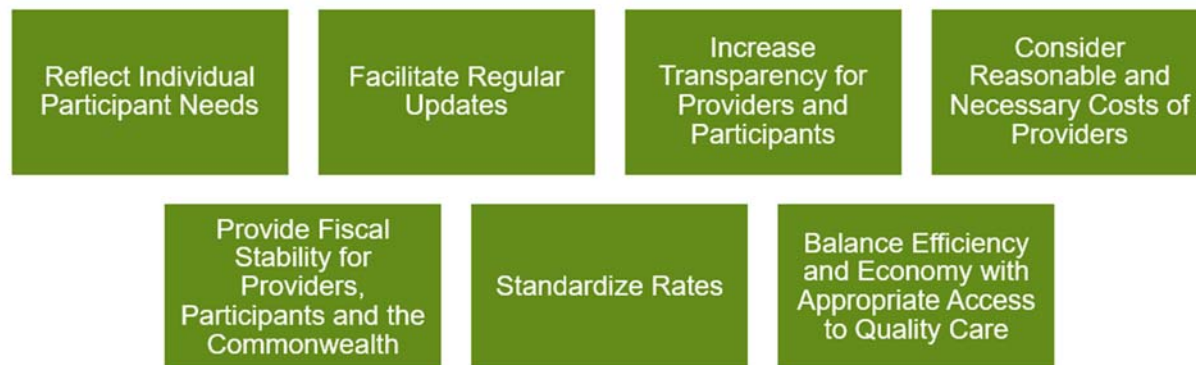 Reflect Individual
Participant Needs
Facilitate Regular
Updates
Increase
Transparency for
Providers and
Participants
Consider
Reasonable and
Necessary Costs of
Providers
Provide Fiscal
Stability for
Providers,
Participants and the
Commonwealth
Standardize Rates
Balance Efficiency
and Economy with
Appropriate Access
to Quality Care